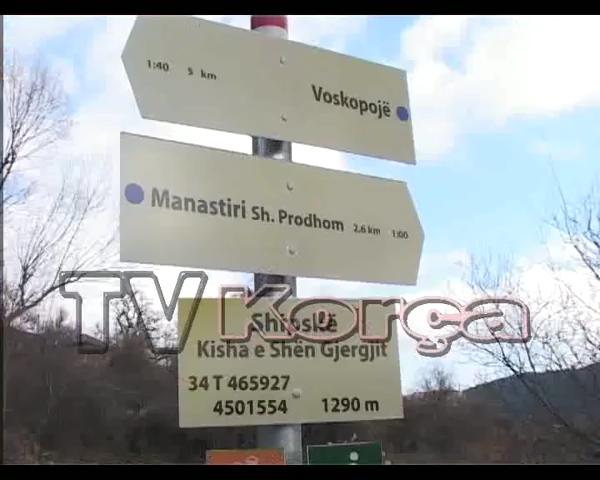 1:40 5 km Voskopojë
Manastiri Sh. Prodhom 2,6 km 1:00
TV Korça
Shipskë
Kisha e Shën Gjergjit
34 T 465927
4501554 1290 m